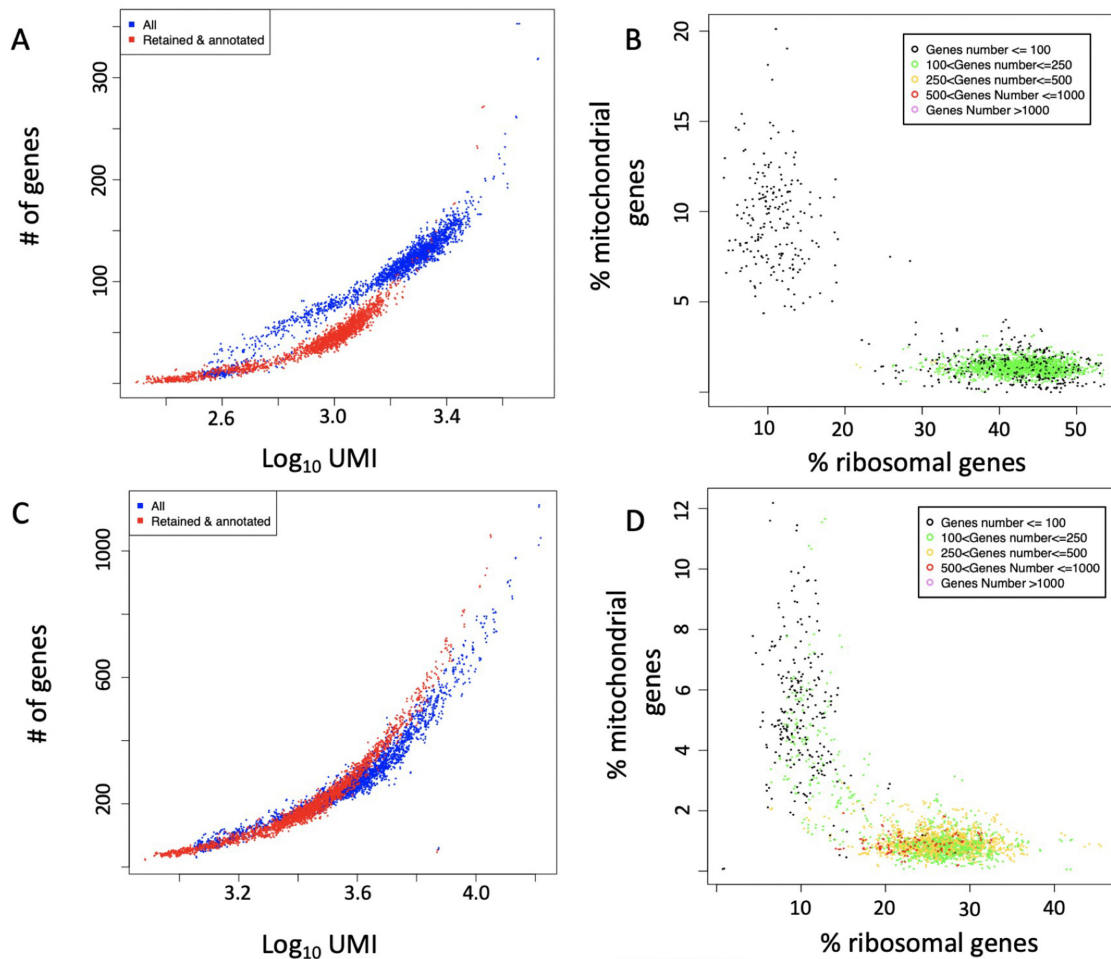 A
All
Retained & annotated
# of genes
300
200
100
2.6
3.0
3.4
Log10 UMI
B
Genes number <= 100
100<Genes number<=250
250<Genes number<=500
500<Genes Number <=1000
Genes Number >1000
% mitochondrial
genes
20
15
10
5
10
20
30
40
50
% ribosomal genes
C
All
Retained & annotated
# of genes
1000
600
200
3.2
3.6
4.0
Log10 UMI
D
Genes number <= 100
100<Genes number<=250
250<Genes number<=500
500<Genes Number <=1000
Genes Number >1000
% mitochondrial
genes
12
10
8
6
4
2
10
20
30
40
% ribosomal genes